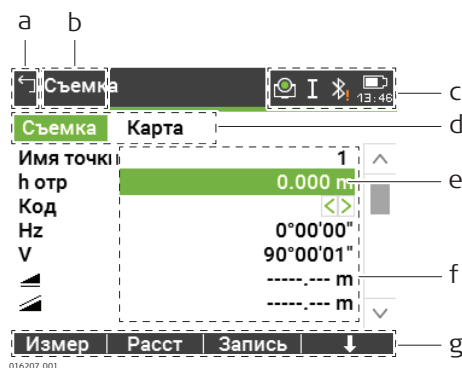 a b
Съемка
I 13:46
c
Съемка Карта
d
Имя точки 1
h отр 0.000 m
e
Код < >
Hz 0°00'00"
V 90°00'01"
-----.--- m
f
-----.--- m
Измер Расст Запись
g
016207_001